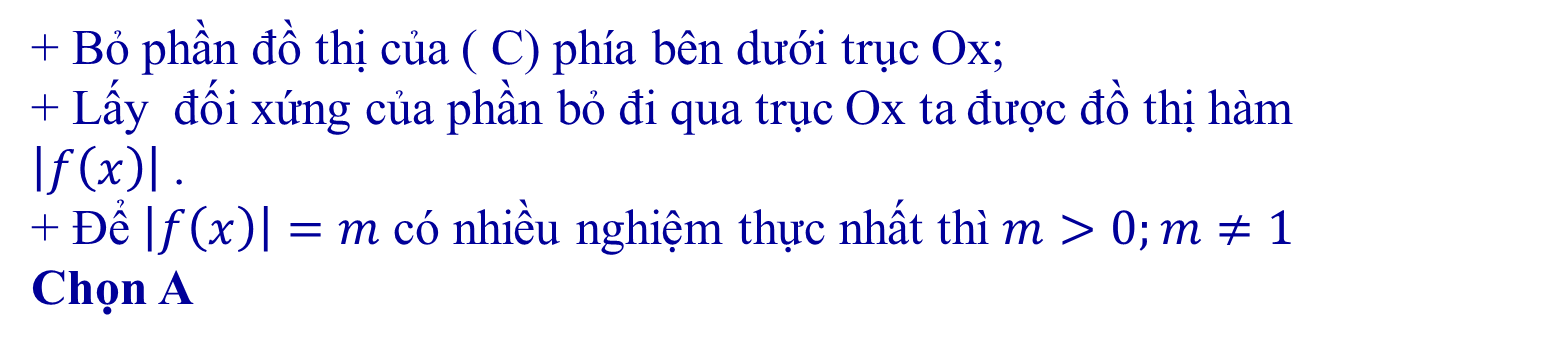 + Bỏ phần đồ thị của ( C) phía bên dưới trục Ox;
+ Lấy  đối xứng của phần bỏ đi qua trục Ox ta được đồ thị hàm
|f(x)| .
+ Để |f(x)| = m có nhiều nghiệm thực nhất thì m > 0; m ≠ 1
Chọn A